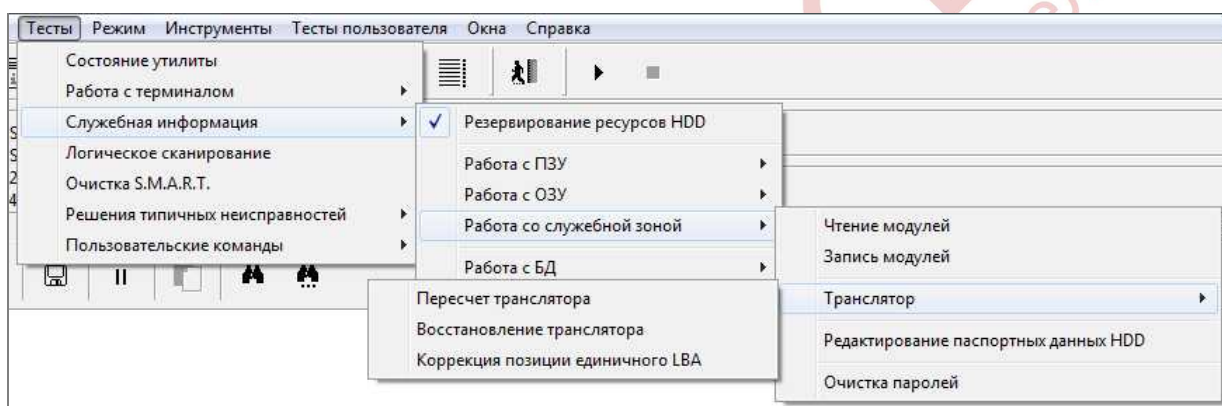 Тесты Режим Инструменты Тесты пользователя Окна Справка
Состояние утилиты
Работа с терминалом
Служебная информация
Логическое сканирование
Очистка S.M.A.R.T.
Решения типичных неисправностей
Пользовательские команды
Резервирование ресурсов HDD
Работа с ПЗУ
Работа с ОЗУ
Работа со служебной зоной
Работа с БД
Чтение модулей
Запись модулей
Транслятор
Редактирование паспортных данных HDD
Очистка паролей
Пересчет транслятора
Восстановление транслятора
Коррекция позиции единичного LBA